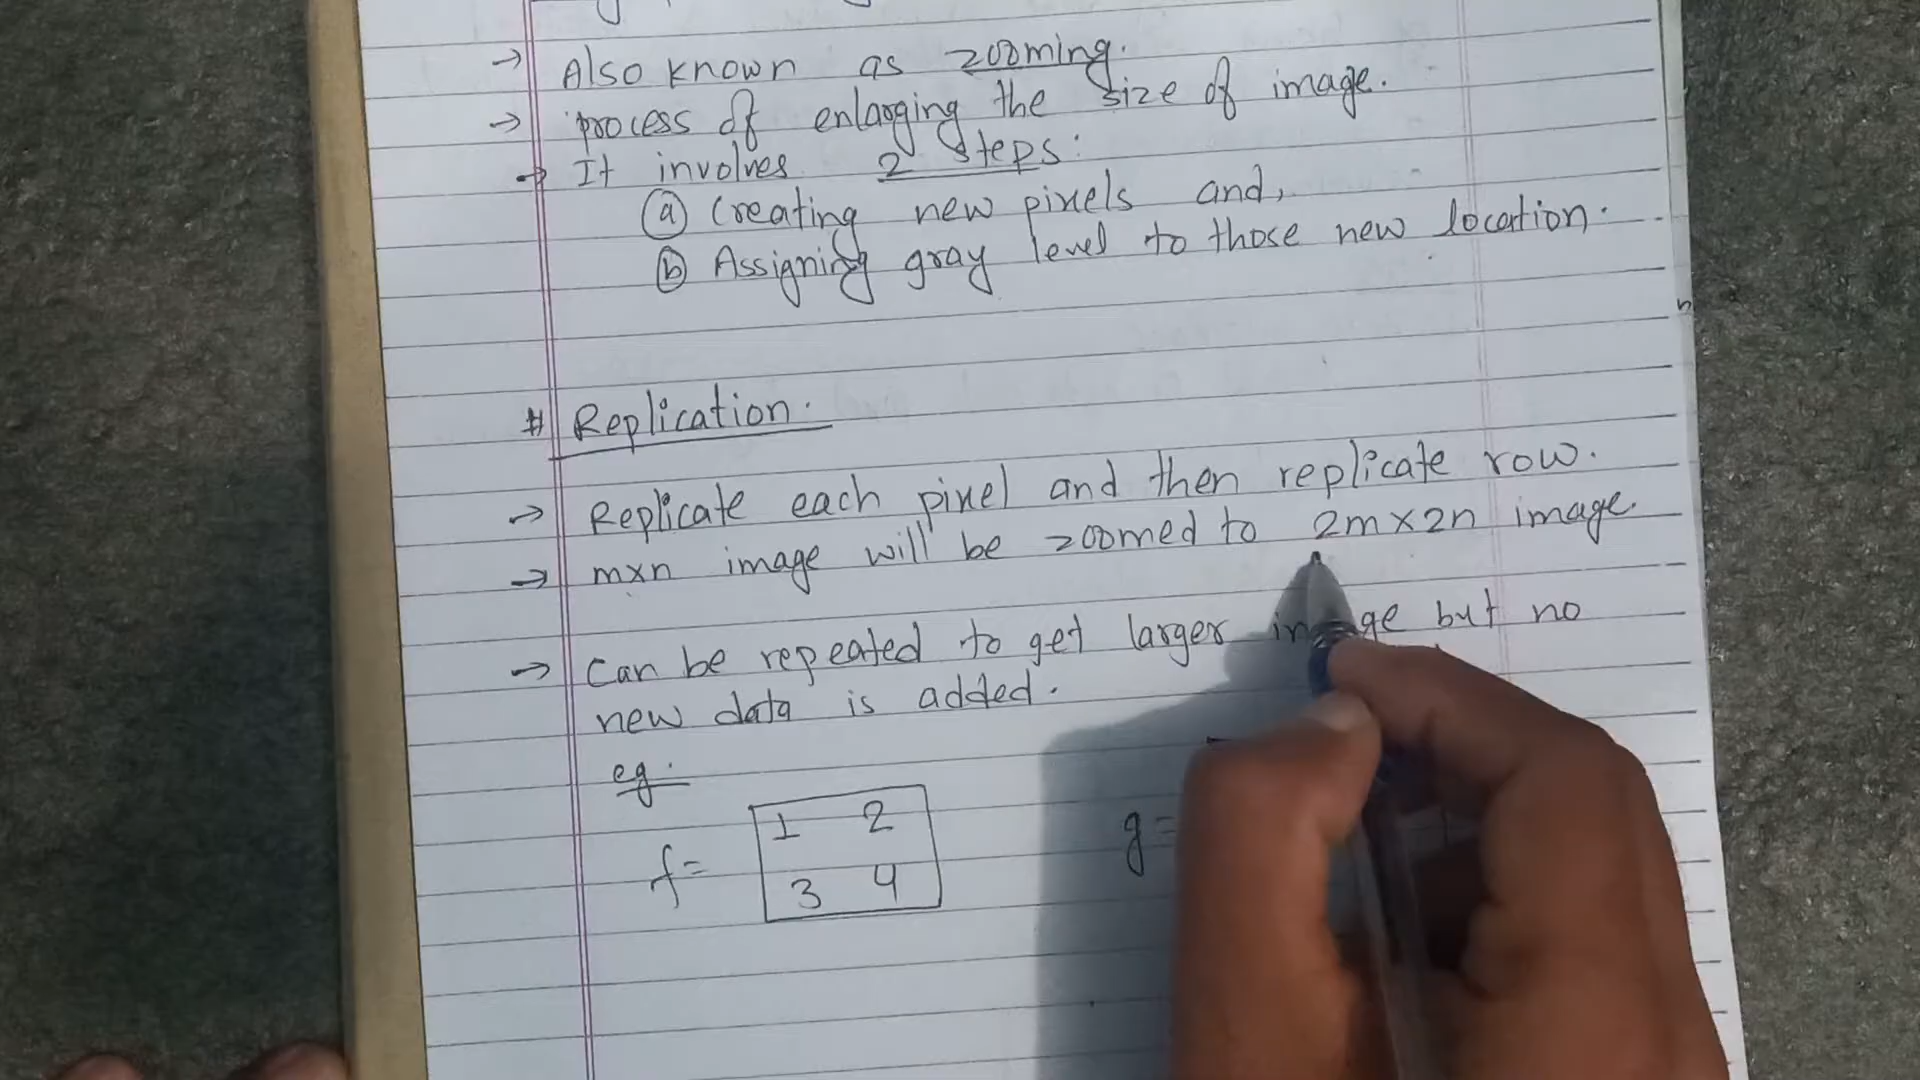 → Also known as zooming.
→ process of enlarging the size of image.
→ It involves 2 steps:
(a) Creating new pixels and,
(b) Assigning gray level to those new location.
# Replication.
→ Replicate each pixel and then replicate row.
→ mxn image will be zoomed to 2m x 2n image.
→ Can be repeated to get larger image but no
new data is added.
eg.
f = 1 2
3 4
g =